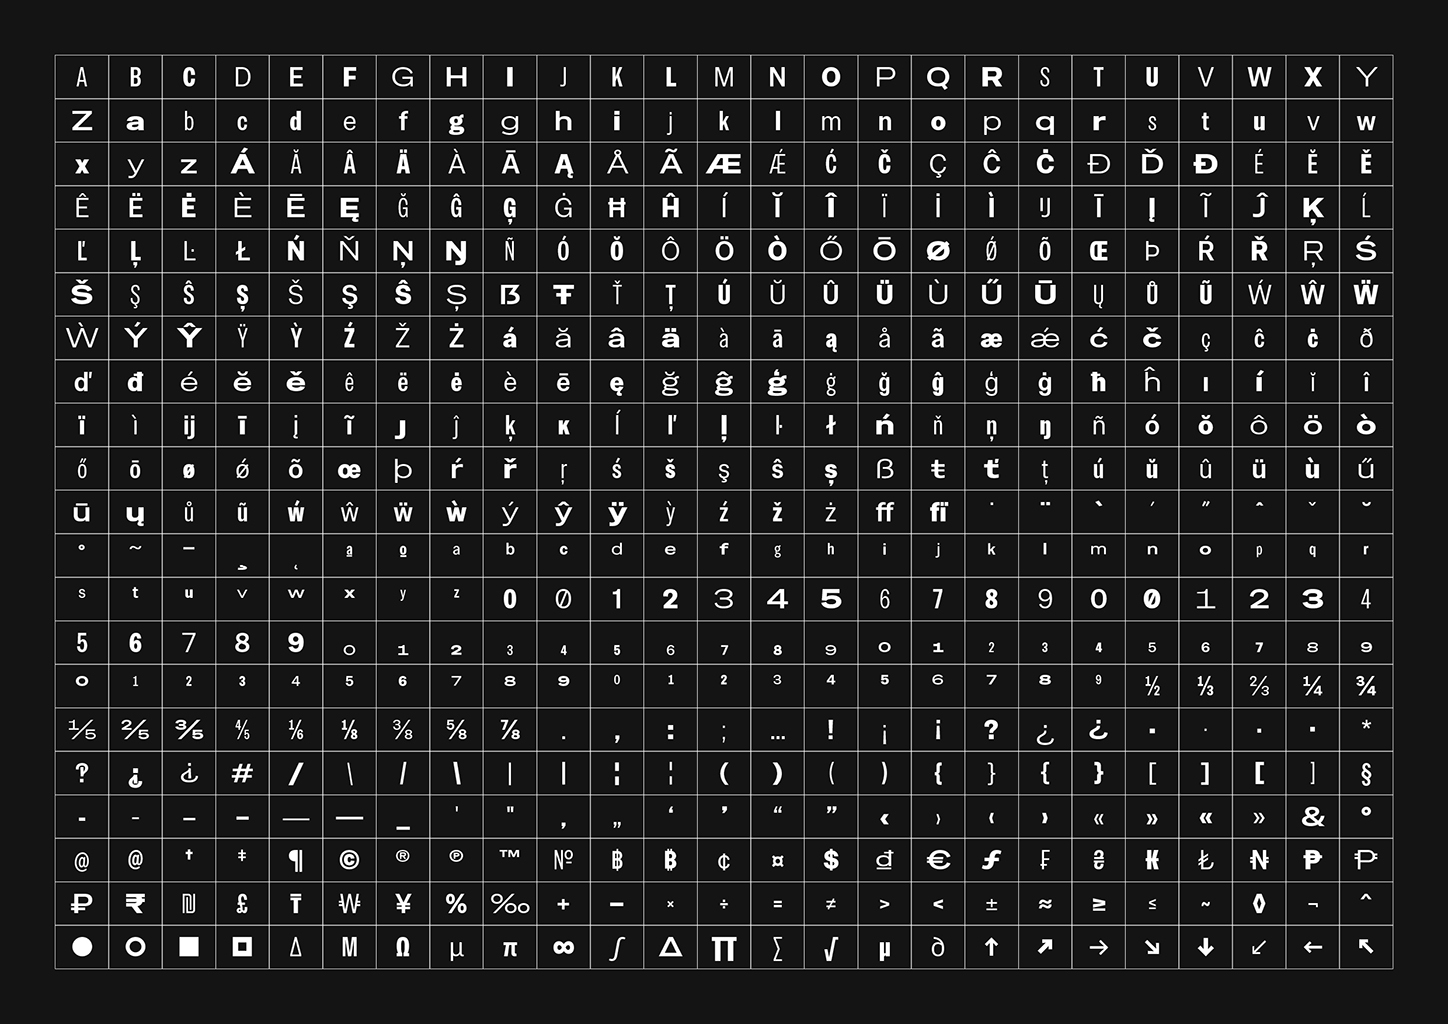 A B C D E F G H I J K L M N O P Q R S T U V W X Y
Z a b c d e f g g h i j k l m n o p q r s t u v w
x y z Á Ă Â Ä À Ā Ą Å Ã Æ Ǽ Ć Č Ç Ĉ Ċ Ð Ď Đ É Ĕ Ě
Ê Ë Ė È Ē Ę Ğ Ĝ Ģ Ġ Ħ Ĥ Í Ĭ Î Ï İ Ì IJ Ī Į Ĩ Ĵ Ķ Ĺ
Ľ Ļ Ŀ Ł Ń Ň Ņ Ŋ Ñ Ó Ŏ Ô Ö Ò Ő Ō Ø Ǿ Õ Œ Þ Ŕ Ř Ŗ Ś
Š Ş Ŝ Ș Š Ş Ŝ Ș ẞ Ŧ Ť Ț Ú Ŭ Û Ü Ù Ű Ū Ų Ů Ũ Ẃ Ŵ Ẅ
Ẁ Ý Ŷ Ÿ Ỳ Ź Ž Ż á ă â ä à ā ą å ã æ ǽ ć č ç ĉ ċ ð
ď đ é ĕ ě ê ë ė è ē ę ğ ĝ ģ ġ ğ ĝ ģ ġ ħ ĥ ı í ĭ î
ï ì ij ī į ĩ ȷ ĵ ķ ĸ ĺ ľ ļ ŀ ł ń ň ņ ŋ ñ ó ŏ ô ö ò
ő ō ø ǿ õ œ þ ŕ ř ŗ ś š ş ŝ ș ß ŧ ť ț ú ŭ û ü ù ű
ū ų ů ũ ẃ ŵ ẅ ẁ ý ŷ ÿ ỳ ź ž ż ff fi ˙ ¨ ` ´ ˝ ˆ ˇ ˘
˚ ˜ ¯ ¸ ˛ ª º a b c d e f g h i j k l m n o p q r
s t u v w x y z 0 0 1 2 3 4 5 6 7 8 9 0 0 1 2 3 4
5 6 7 8 9 0 1 2 3 4 5 6 7 8 9 0 1 2 3 4 5 6 7 8 9
0 1 2 3 4 5 6 7 8 9 0 1 2 3 4 5 6 7 8 9 ½ ⅓ ⅔ ¼ ¾
⅕ ⅖ ⅗ ⅘ ⅙ ⅛ ⅜ ⅝ ⅞ . , : ; … ! ¡ ¡ ? ¿ ¿ · · · · *
‽ ⸘ ⸘ # / \ / \ | | ¦ ¦ ( ) ( ) { } { } [ ] [ ] §
- - – – — — _ ' " ‚ „ ‘ ’ “ ” ‹ › ‹ › « » « » & °
@ @ † ‡ ¶ © ® ℗ ™ № ฿ ₿ ¢ ¤ $ ₫ € ƒ ₣ ₴ ₭ ₺ ₦ ₱ ₱
₽ ₹ ₪ £ ₸ ₩ ¥ % ‰ + − × ÷ = ≠ > < ± ≈ ≥ ≤ ~ ◊ ¬ ^
● ○ ■ □ ∆ M Ω µ π ∞ ∫ △ ∏ ∑ √ µ ∂ ↑ ↗ → ↘ ↓ ↙ ← ↖